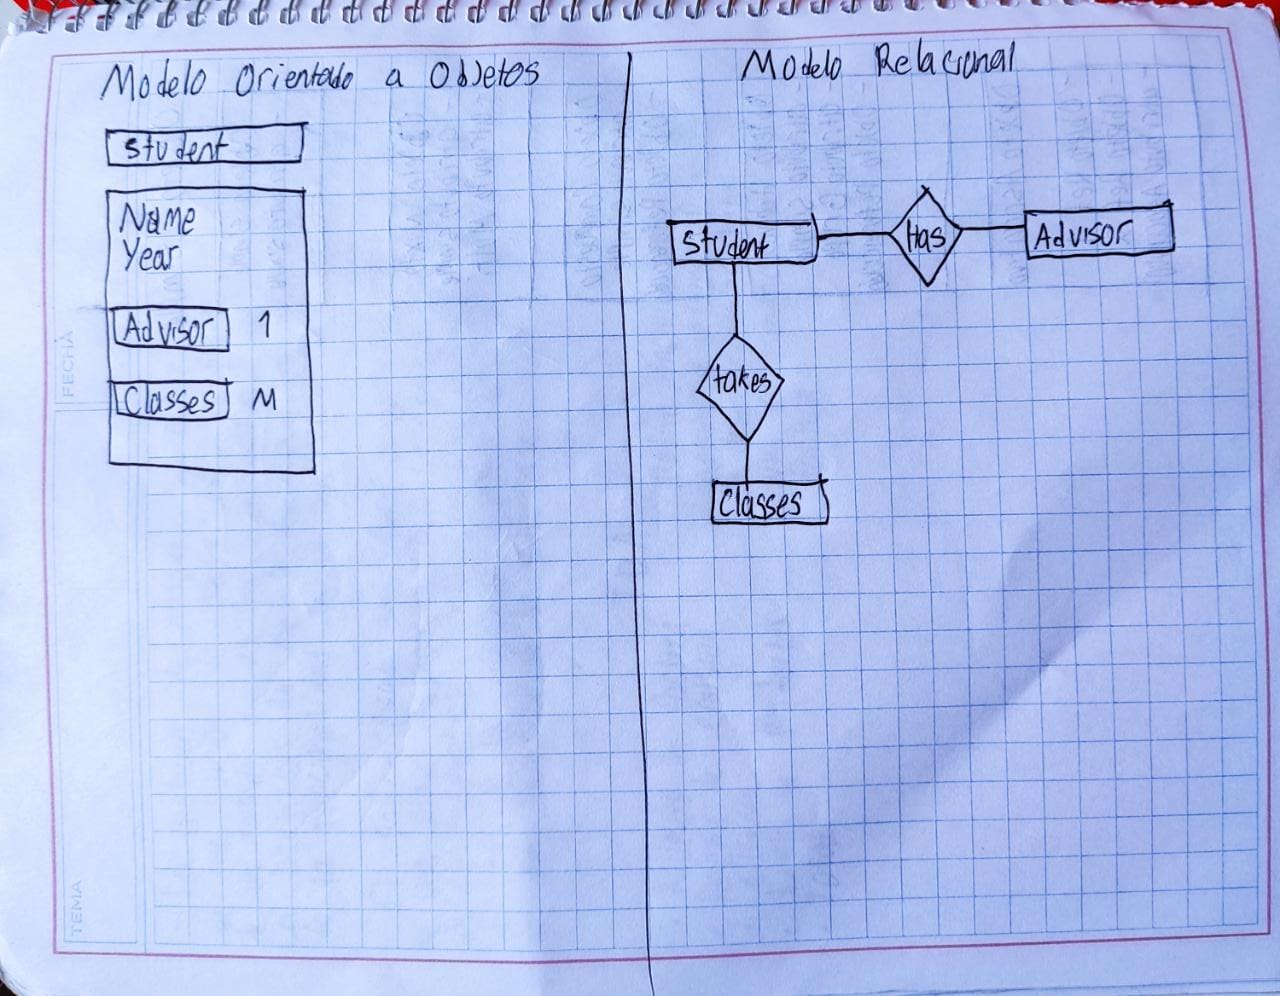 Modelo Orientado a Objetos
Student
Name
Year
Advisor 1
Classes M
Modelo Relacional
Student Has Advisor
takes
Classes
FECHA
TEMA